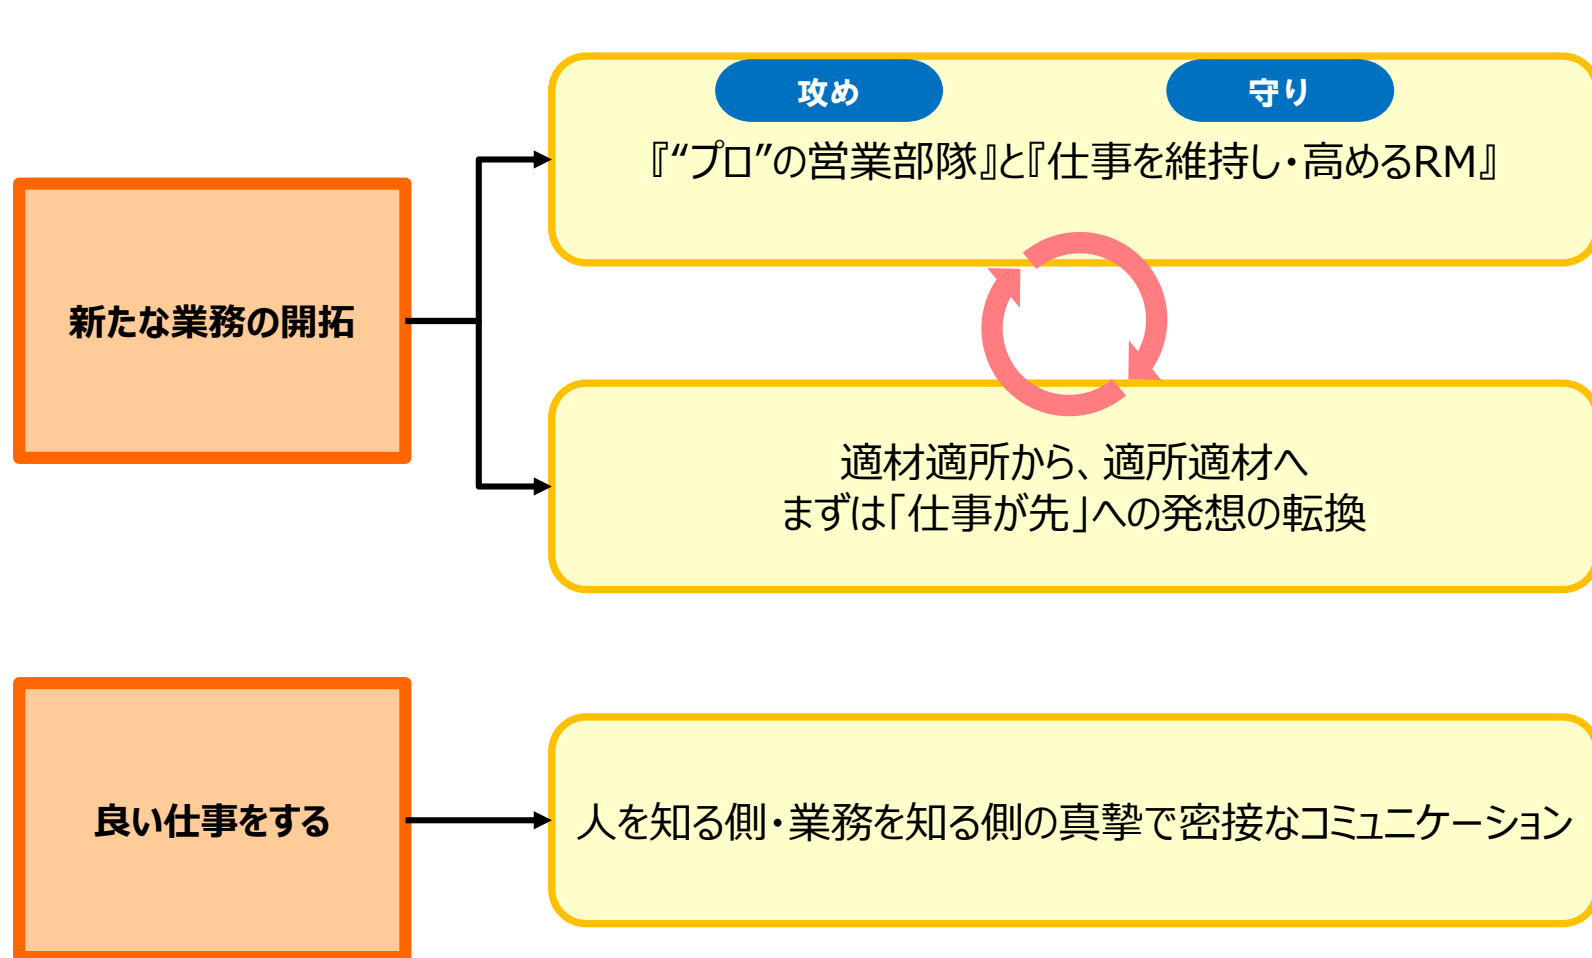 攻め
守り
『“プロ”の営業部隊』と『仕事を維持し・高めるRM』
新たな業務の開拓
適材適所から、適所適材へ
まずは「仕事が先」への発想の転換
良い仕事をする
人を知る側・業務を知る側の真摯で密接なコミュニケーション